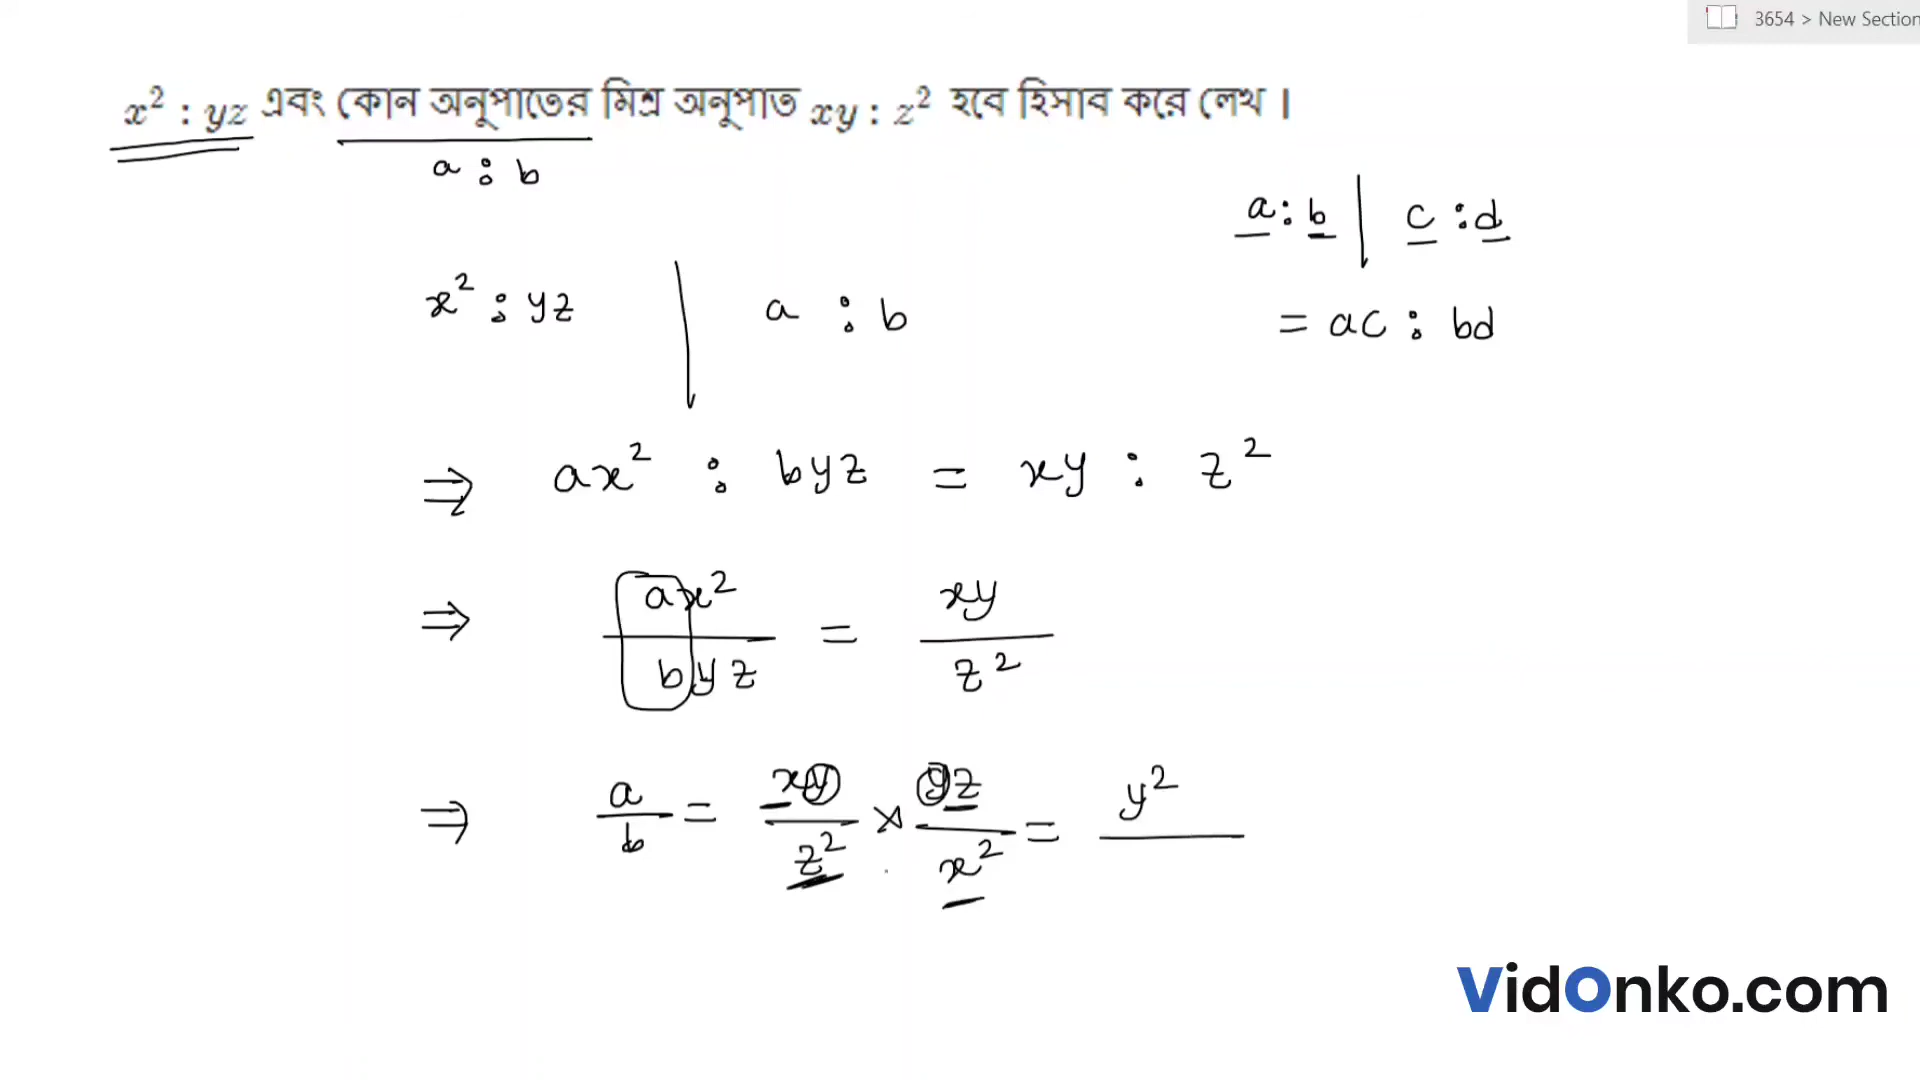 3654 > New Section
x² : yz এবং কোন অনুপাতের মিশ্র অনুপাত xy : z² হবে হিসাব করে লেখ ।
a : b
a : b | c : d
x² : yz | a : b
= ac : bd
⇒ ax² : byz = xy : z²
⇒ ax²/byz = xy/z²
⇒ a/b = xy/z² × yz/x² = y²
VidOnko.com